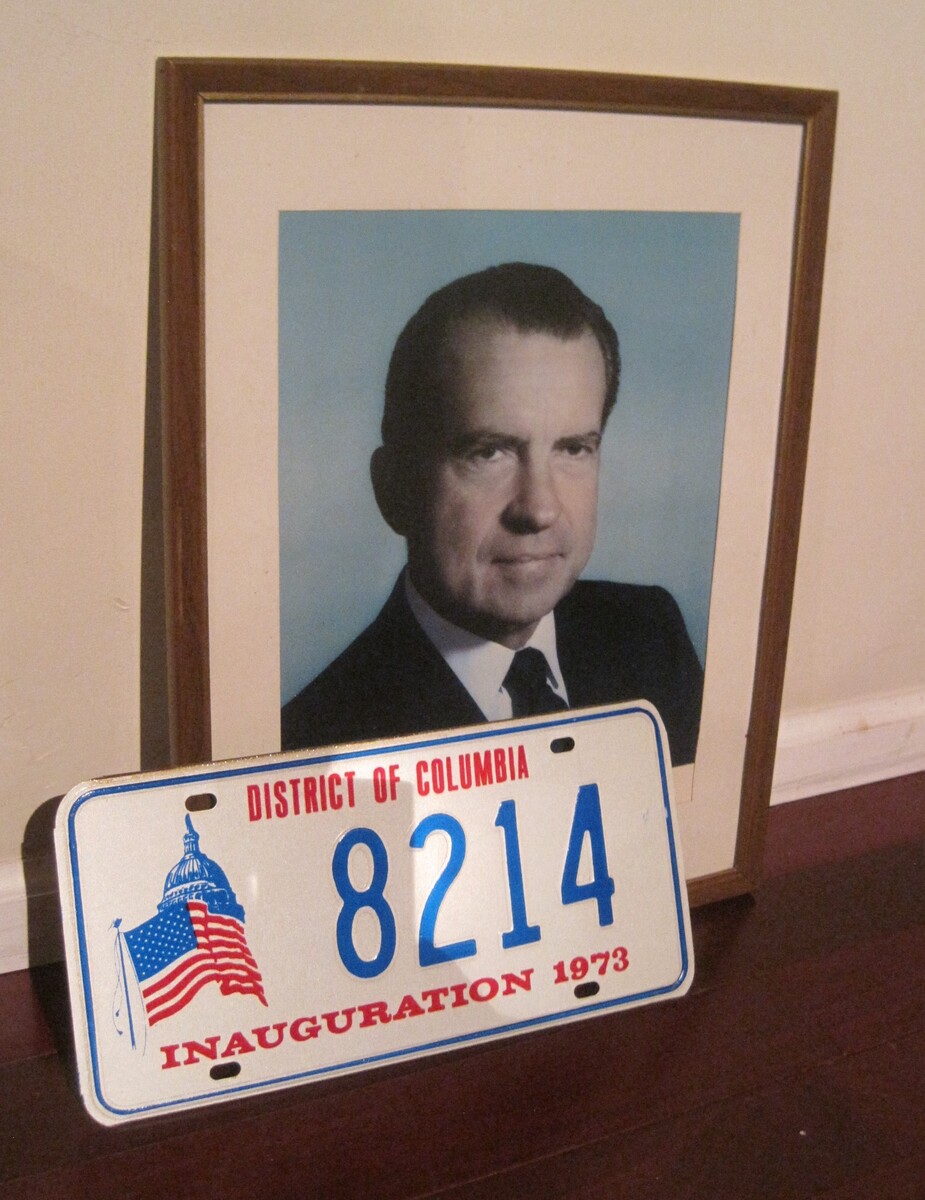 DISTRICT OF COLUMBIA
8214
INAUGURATION 1973